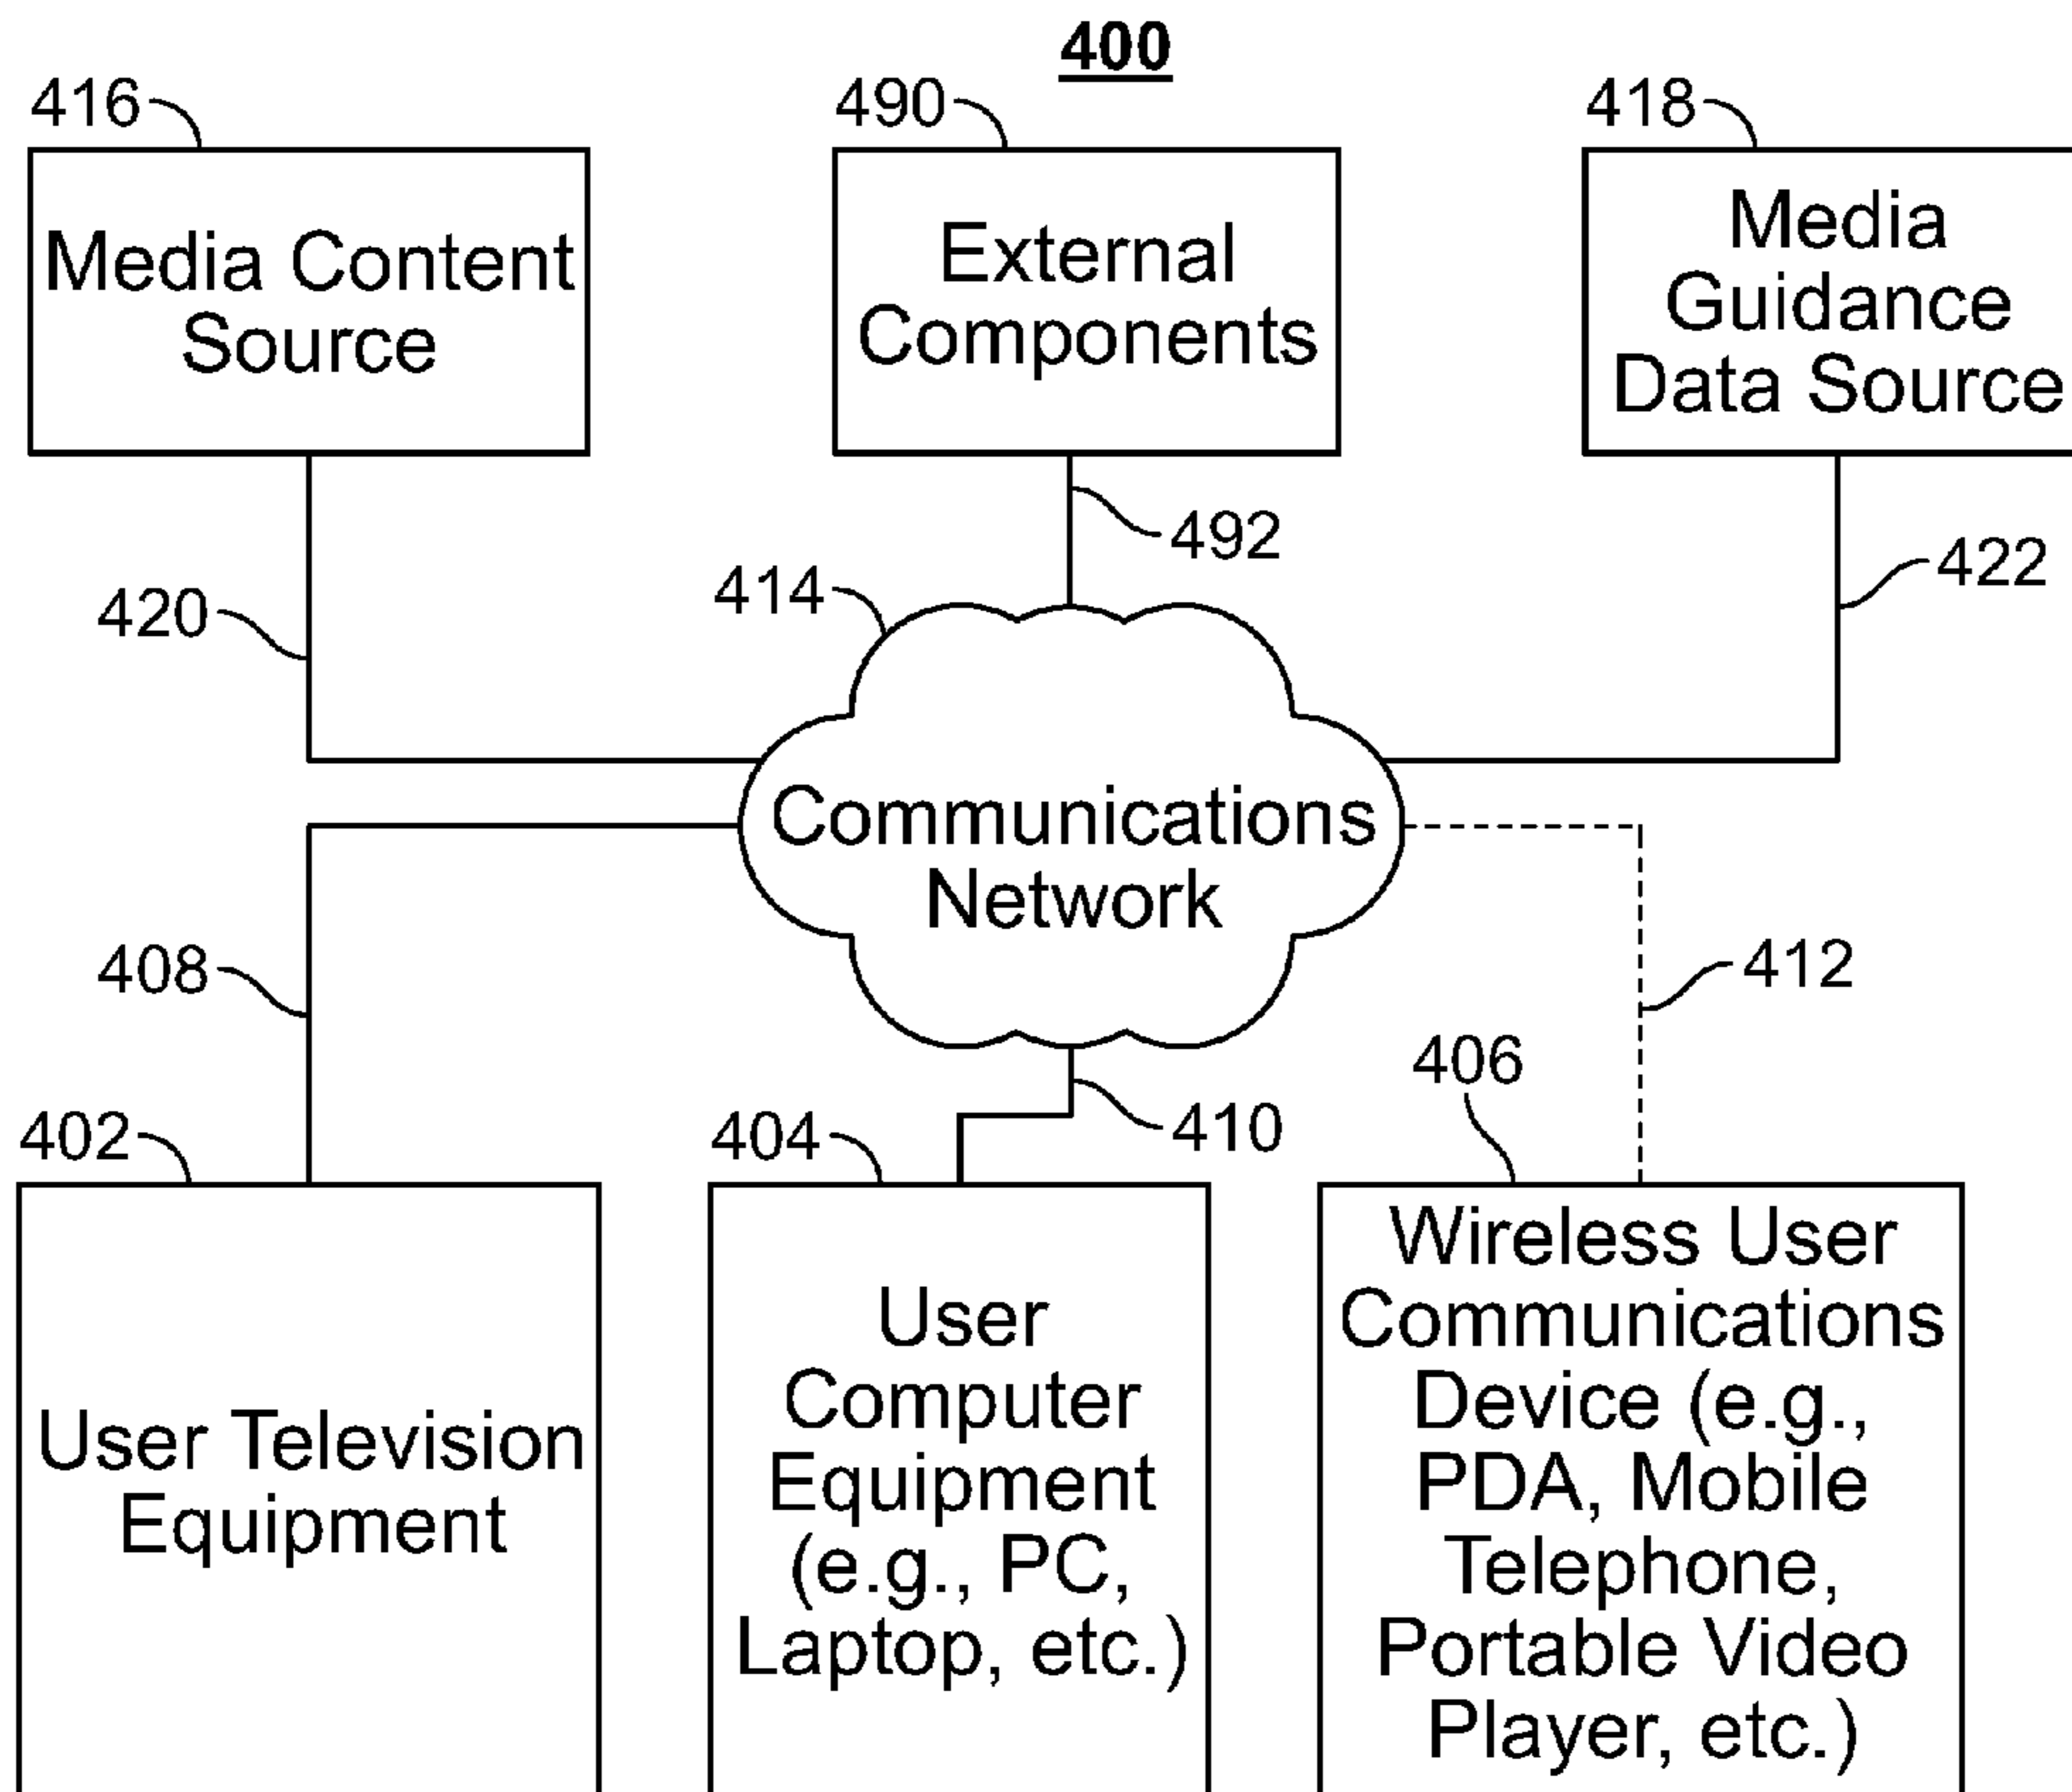 400
416
490
418
Media Content
Source
External
Components
Media
Guidance
Data Source
492
414
422
420
Communications
Network
408
412
406
402
404
410
User Television
Equipment
User
Computer
Equipment
(e.g., PC,
Laptop, etc.)
Wireless User
Communications
Device (e.g.,
PDA, Mobile
Telephone,
Portable Video
Player, etc.)